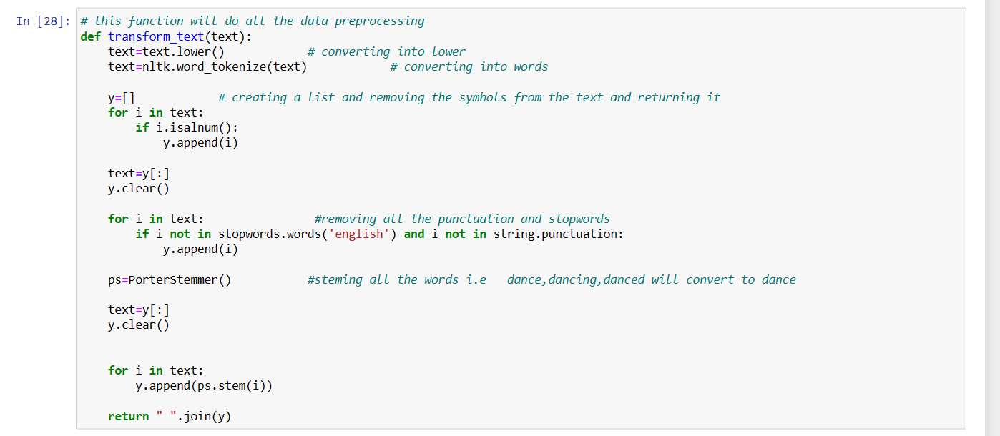 In [28]: # this function will do all the data preprocessing
def transform_text(text):
    text=text.lower()            # converting into lower
    text=nltk.word_tokenize(text)            # converting into words
    y=[]            # creating a list and removing the symbols from the text and returning it
    for i in text:
        if i.isalnum():
            y.append(i)
    text=y[:]
    y.clear()
    for i in text:                #removing all the punctuation and stopwords
        if i not in stopwords.words('english') and i not in string.punctuation:
            y.append(i)
    ps=PorterStemmer()           #steming all the words i.e   dance,dancing,danced will convert to dance
    text=y[:]
    y.clear()
    for i in text:
        y.append(ps.stem(i))
    return " ".join(y)